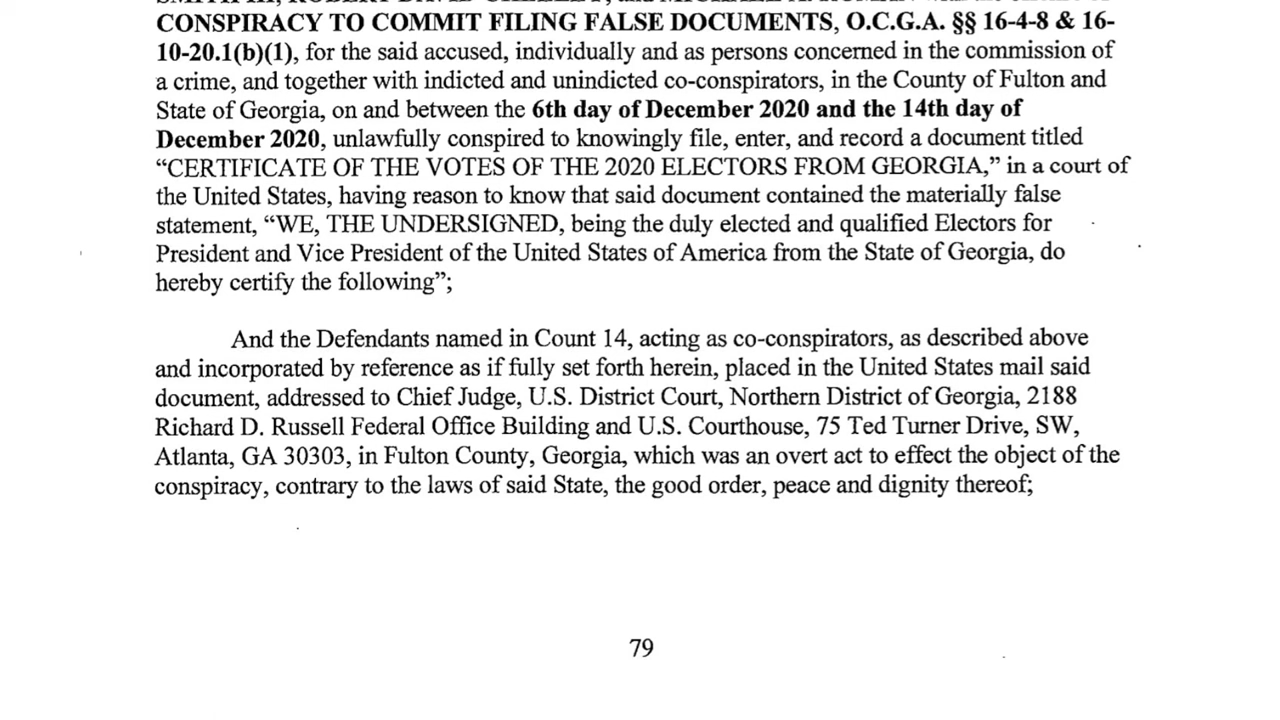 CONSPIRACY TO COMMIT FILING FALSE DOCUMENTS, O.C.G.A. §§ 16-4-8 & 16-
10-20.1(b)(1), for the said accused, individually and as persons concerned in the commission of
a crime, and together with indicted and unindicted co-conspirators, in the County of Fulton and
State of Georgia, on and between the 6th day of December 2020 and the 14th day of
December 2020, unlawfully conspired to knowingly file, enter, and record a document titled
“CERTIFICATE OF THE VOTES OF THE 2020 ELECTORS FROM GEORGIA,” in a court of
the United States, having reason to know that said document contained the materially false
statement, “WE, THE UNDERSIGNED, being the duly elected and qualified Electors for
President and Vice President of the United States of America from the State of Georgia, do
hereby certify the following”;
And the Defendants named in Count 14, acting as co-conspirators, as described above
and incorporated by reference as if fully set forth herein, placed in the United States mail said
document, addressed to Chief Judge, U.S. District Court, Northern District of Georgia, 2188
Richard D. Russell Federal Office Building and U.S. Courthouse, 75 Ted Turner Drive, SW,
Atlanta, GA 30303, in Fulton County, Georgia, which was an overt act to effect the object of the
conspiracy, contrary to the laws of said State, the good order, peace and dignity thereof;
79